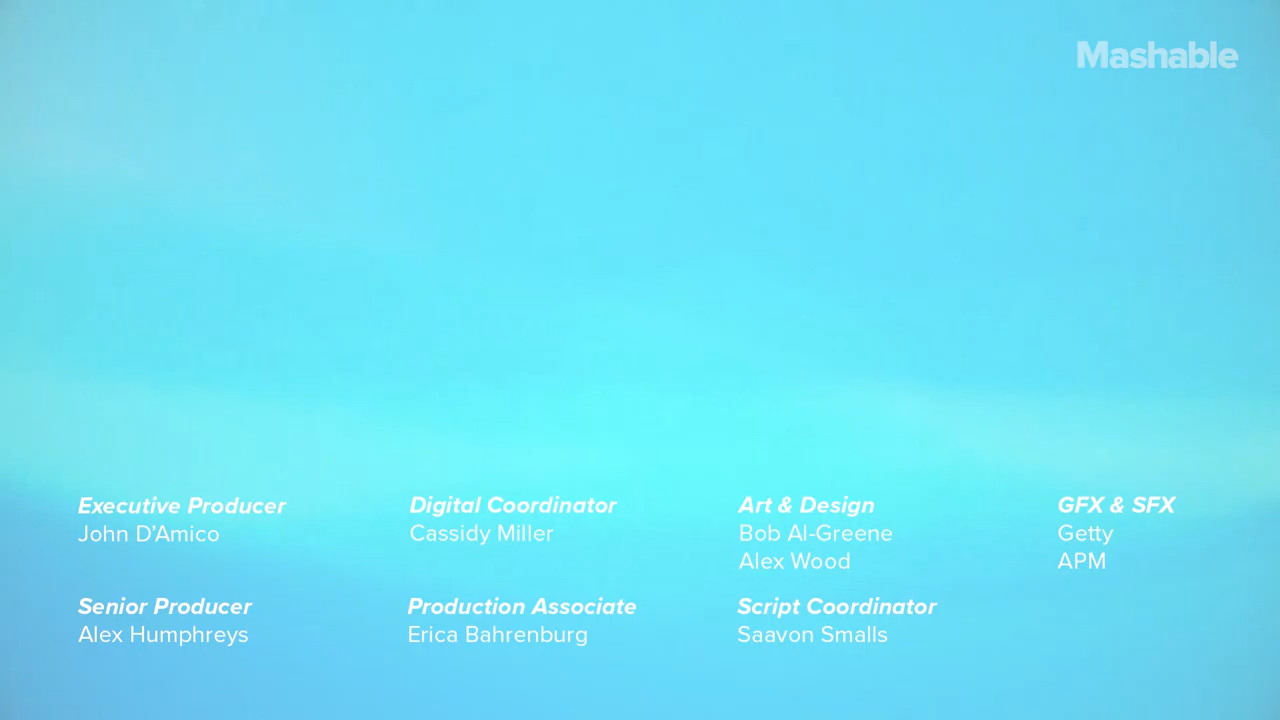 Mashable
Executive Producer
John D’Amico
Digital Coordinator
Cassidy Miller
Art & Design
Bob Al-Greene
Alex Wood
GFX & SFX
Getty
APM
Senior Producer
Alex Humphreys
Production Associate
Erica Bahrenburg
Script Coordinator
Saavon Smalls